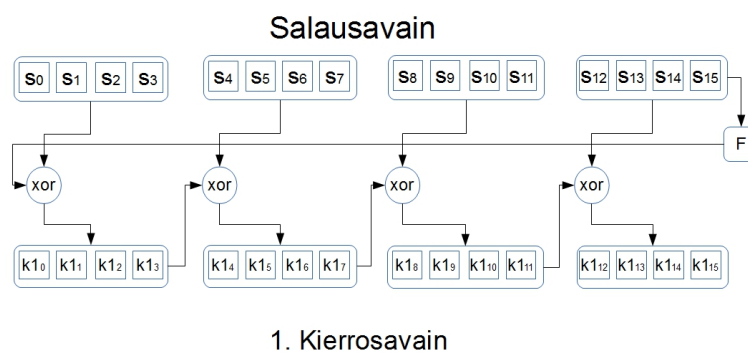 Salausavain
S0 S1 S2 S3 S4 S5 S6 S7 S8 S9 S10 S11 S12 S13 S14 S15
F
xor xor xor xor
k10 k11 k12 k13 k14 k15 k16 k17 k18 k19 k110 k111 k112 k113 k114 k115
1. Kierrosavain